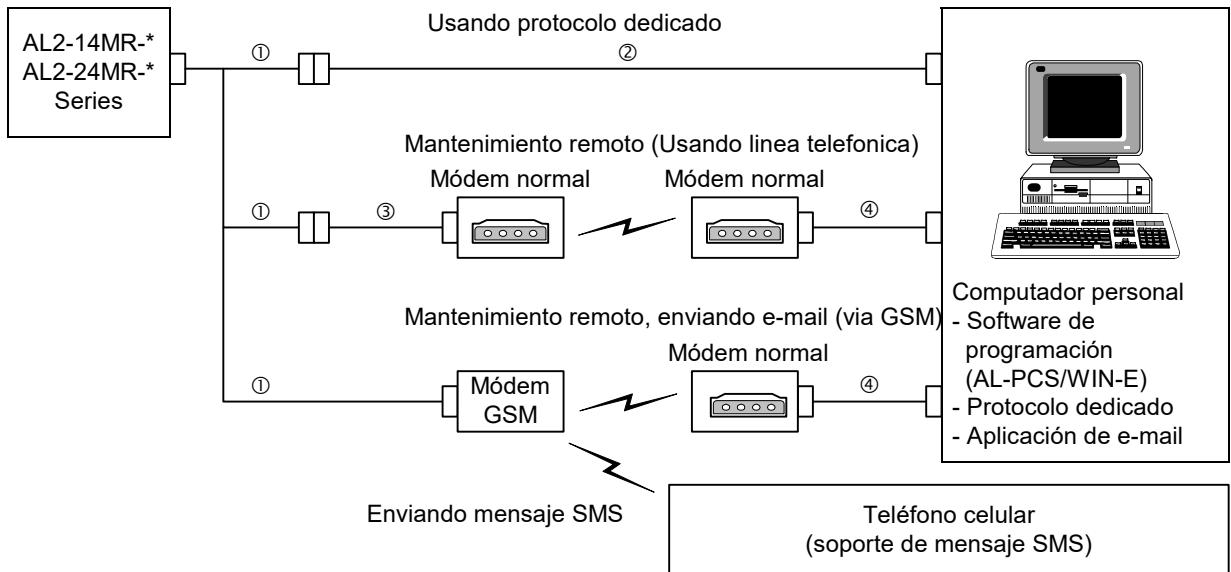 Usando protocolo dedicado
AL2-14MR-*
AL2-24MR-*
Series
① ②
Mantenimiento remoto (Usando linea telefonica)
Módem normal Módem normal
① ③ ④
Mantenimiento remoto, enviando e-mail (via GSM)
Módem normal
① Módem
GSM
④
Computador personal
- Software de
programación
(AL-PCS/WIN-E)
- Protocolo dedicado
- Aplicación de e-mail
Enviando mensaje SMS
Teléfono celular
(soporte de mensaje SMS)